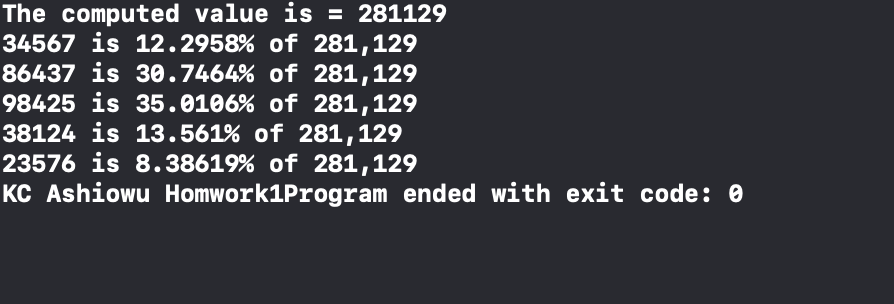 The computed value is = 281129
34567 is 12.2958% of 281,129
86437 is 30.7464% of 281,129
98425 is 35.0106% of 281,129
38124 is 13.561% of 281,129
23576 is 8.38619% of 281,129
KC Ashiowu Homwork1Program ended with exit code: 0